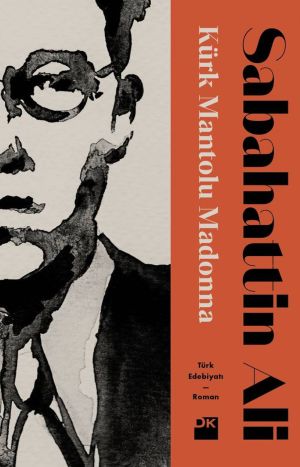 Sabahattin Ali
Kürk Mantolu Madonna
Türk
Edebiyatı
–
Roman
DK